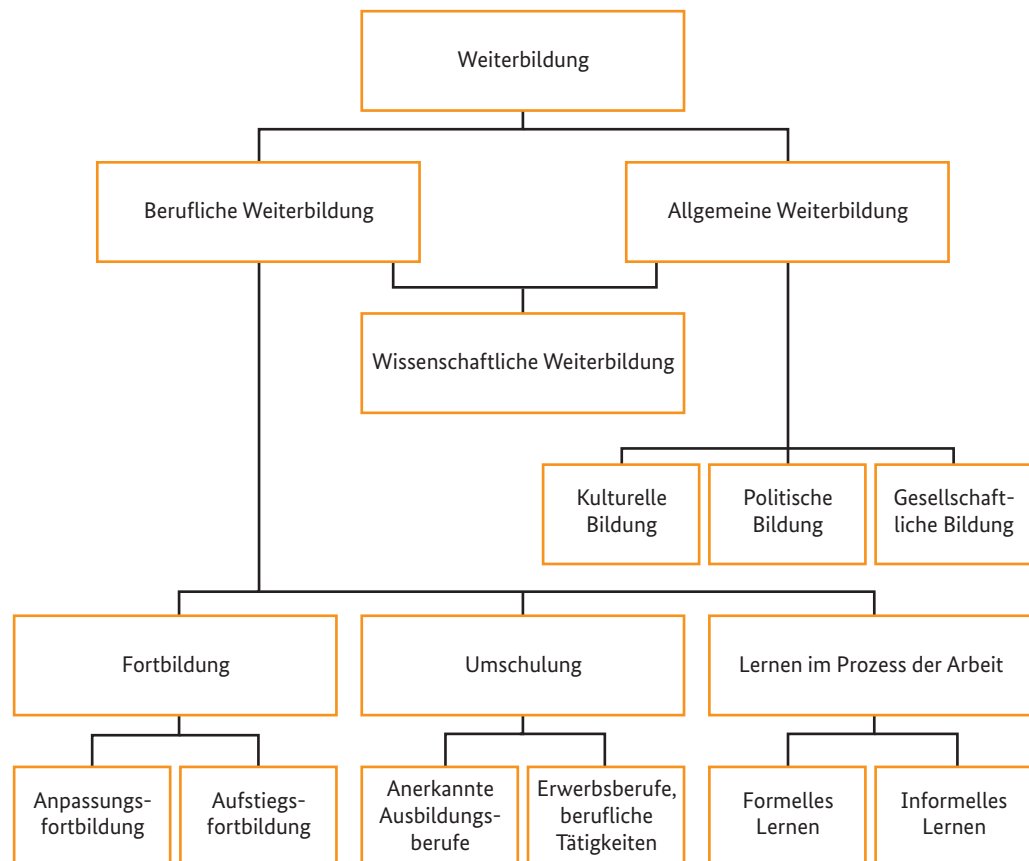 Weiterbildung
Berufliche Weiterbildung
Allgemeine Weiterbildung
Wissenschaftliche Weiterbildung
Kulturelle
Bildung
Politische
Bildung
Gesellschaft-
liche Bildung
Fortbildung
Umschulung
Lernen im Prozess der Arbeit
Anpassungs-
fortbildung
Aufstiegs-
fortbildung
Anerkannte
Ausbildungs-
berufe
Erwerbsberufe,
berufliche
Tätigkeiten
Formelles
Lernen
Informelles
Lernen